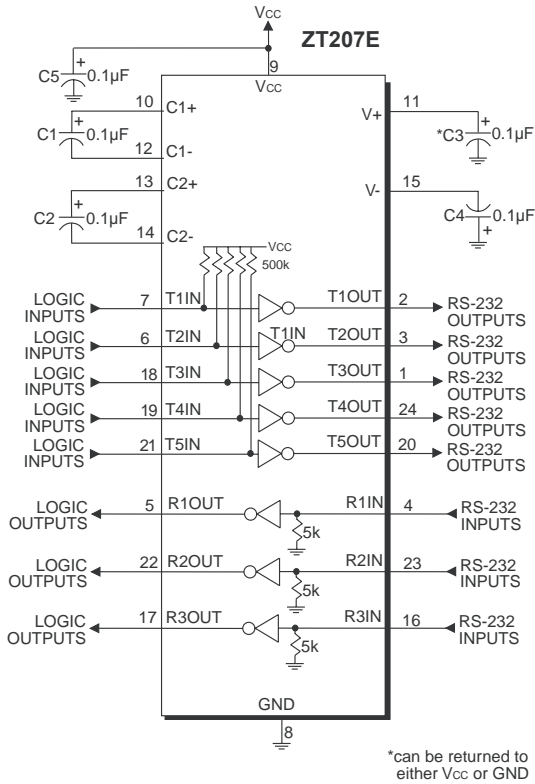 Vcc
ZT207E
9
Vcc
+
C5 0.1µF
10 C1+
+
C1 0.1µF
12 C1-
13 C2+
+
C2 0.1µF
14 C2-
V+ 11
+
*C3 0.1µF
V- 15
C4 0.1µF
+
Vcc
500k
LOGIC INPUTS 7 T1IN T1OUT 2 RS-232 OUTPUTS
LOGIC INPUTS 6 T2IN T1IN T2OUT 3 RS-232 OUTPUTS
LOGIC INPUTS 18 T3IN T3OUT 1 RS-232 OUTPUTS
LOGIC INPUTS 19 T4IN T4OUT 24 RS-232 OUTPUTS
LOGIC INPUTS 21 T5IN T5OUT 20 RS-232 OUTPUTS
LOGIC OUTPUTS 5 R1OUT R1IN 4 RS-232 INPUTS
5k
LOGIC OUTPUTS 22 R2OUT R2IN 23 RS-232 INPUTS
5k
LOGIC OUTPUTS 17 R3OUT R3IN 16 RS-232 INPUTS
5k
GND
8
*can be returned to
either Vcc or GND